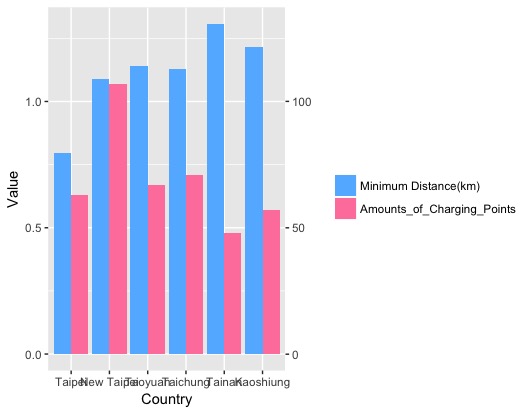 1.0
0.5
0.0
Value
100
50
0
Taipei
New Taipei
Taoyuan
Taichung
Tainan
Kaoshiung
Country
Minimum Distance(km)
Amounts_of_Charging_Points